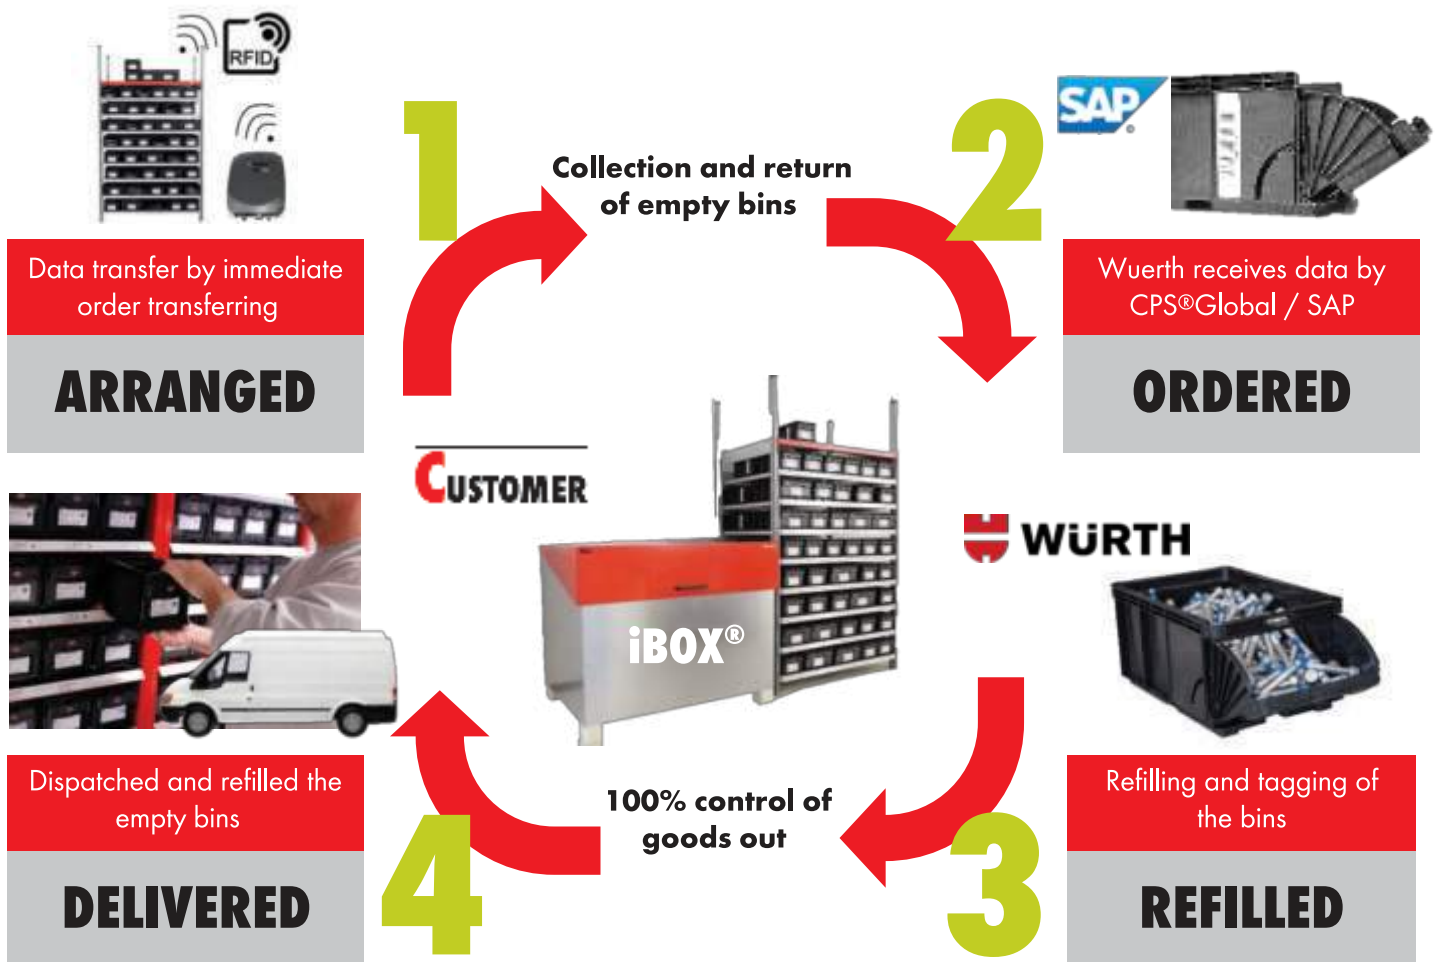 RFID
1
Data transfer by immediate
order transferring
ARRANGED
Collection and return
of empty bins
2
SAP
Wuerth receives data by
CPS®Global / SAP
ORDERED
CUSTOMER
iBOX®
WÜRTH
3
Refilling and tagging of
the bins
REFILLED
100% control of
goods out
4
Dispatched and refilled the
empty bins
DELIVERED